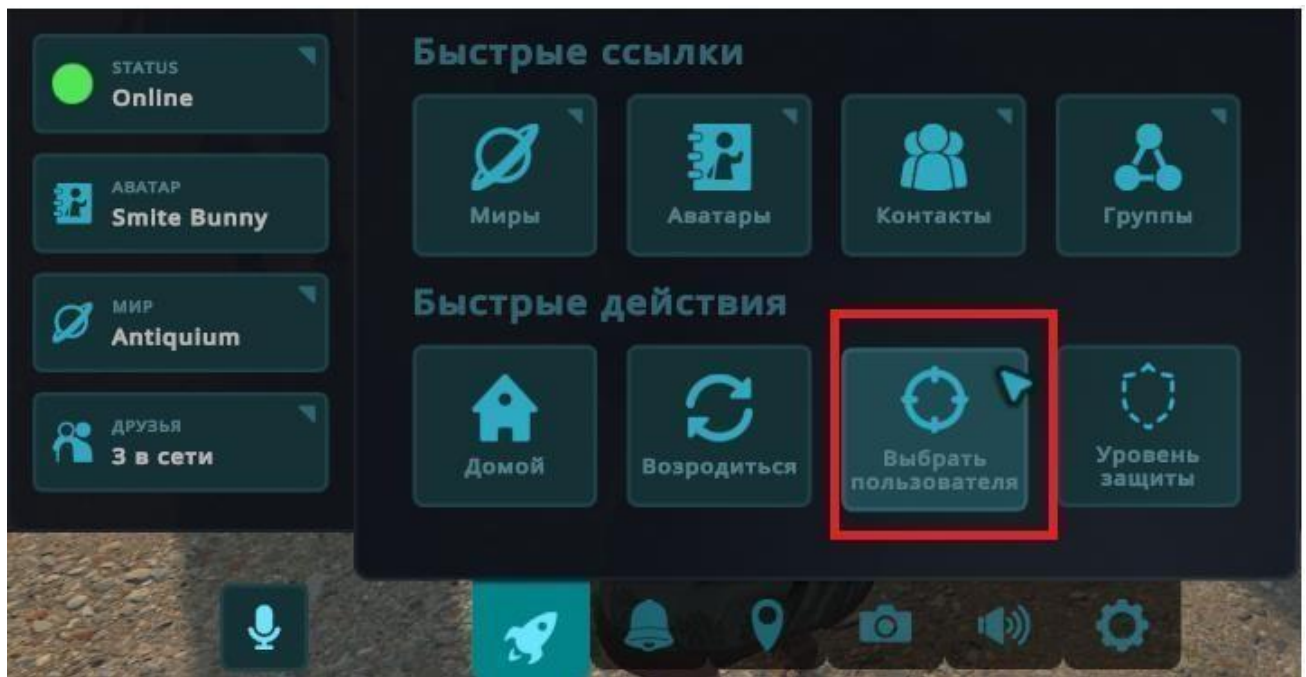 STATUS
Online
АВАТАР
Smite Bunny
МИР
Antiquium
ДРУЗЬЯ
3 в сети
Быстрые ссылки
Миры
Аватары
Контакты
Группы
Быстрые действия
Домой
Возродиться
Выбрать
пользователя
Уровень
защиты